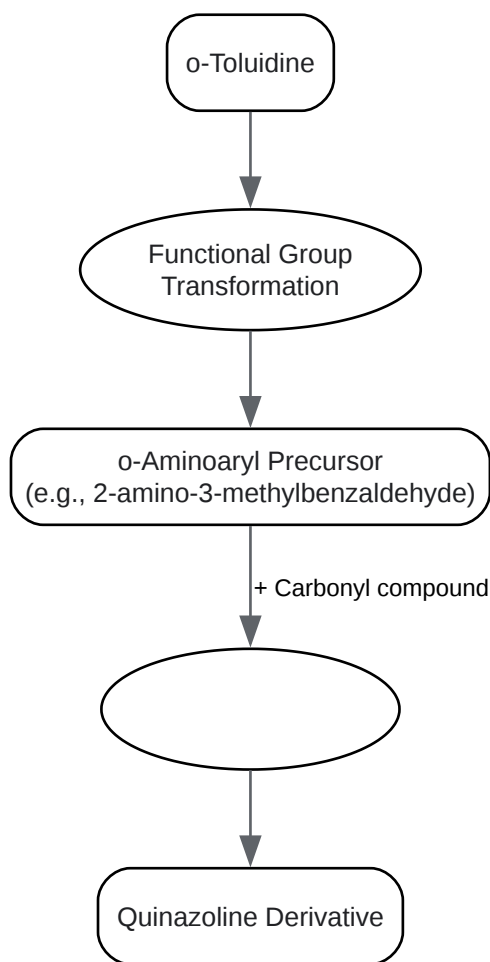 o-Toluidine
Functional Group
Transformation
o-Aminoaryl Precursor
(e.g., 2-amino-3-methylbenzaldehyde)
+ Carbonyl compound
Quinazoline Derivative